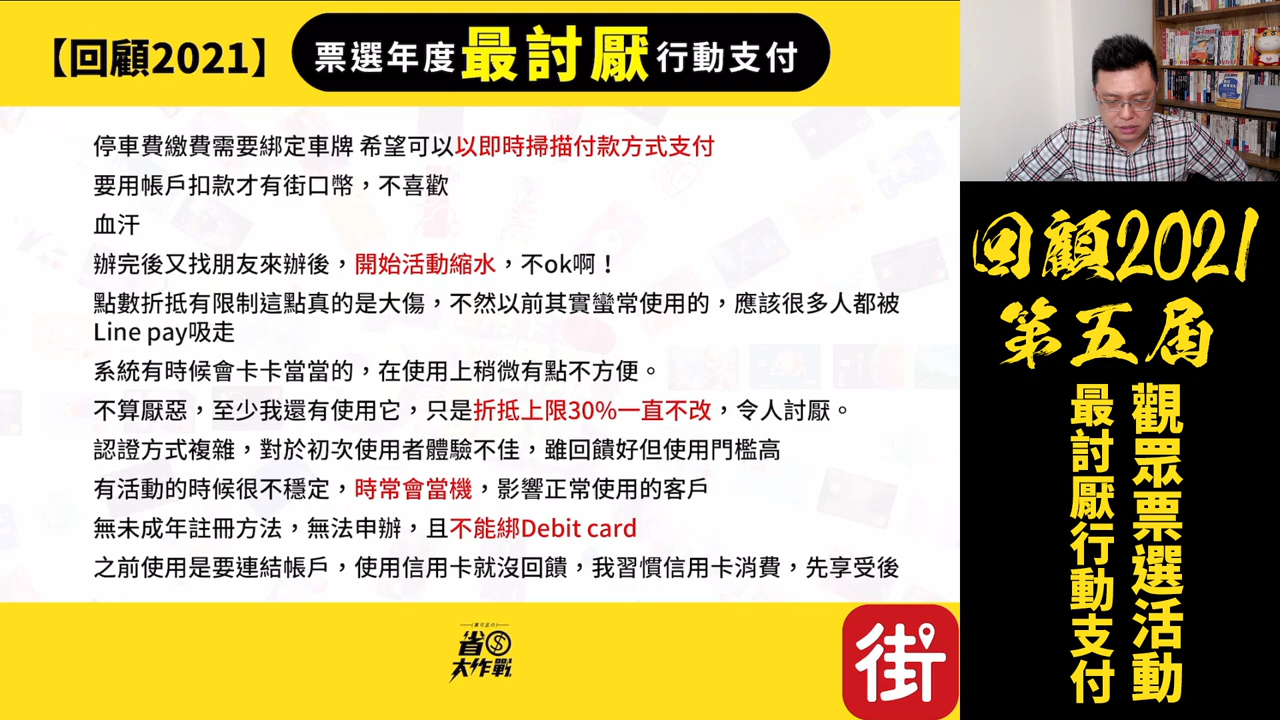 【回顧2021】
票選年度最討厭行動支付
停車費繳費需要綁定車牌 希望可以以即時掃描付款方式支付
要用帳戶扣款才有街口幣，不喜歡
血汗
辦完後又找朋友來辦後，開始活動縮水，不ok啊！
點數折抵有限制這點真的是大傷，不然以前其實蠻常使用的，應該很多人都被
Line pay吸走
系統有時候會卡卡當當的，在使用上稍微有點不方便。
不算厭惡，至少我還有使用它，只是折抵上限30%一直不改，令人討厭。
認證方式複雜，對於初次使用者體驗不佳，雖回饋好但使用門檻高
有活動的時候很不穩定，時常會當機，影響正常使用的客戶
無未成年註冊方法，無法申辦，且不能綁Debit card
之前使用是要連結帳戶，使用信用卡就沒回饋，我習慣信用卡消費，先享受後
省
大作戰
街
回顧2021
第五屆
觀眾票選活動
最討厭行動支付